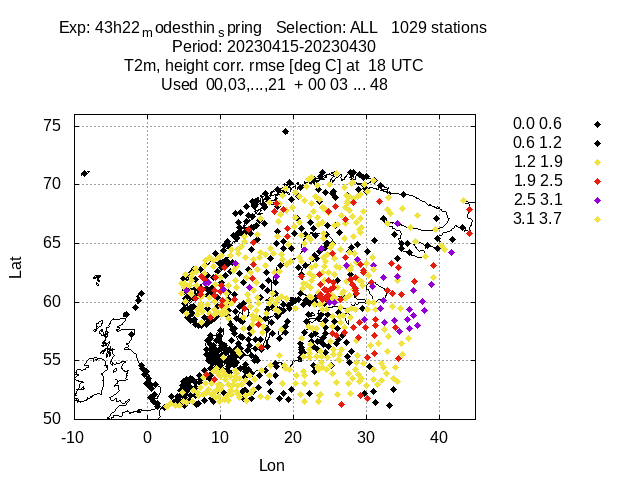 Exp: 43h22modesthinspring Selection: ALL 1029 stations
Period: 20230415-20230430
T2m, height corr. rmse [deg C] at 18 UTC
Used 00,03,...,21 + 00 03 ... 48
0.0 0.6
0.6 1.2
1.2 1.9
1.9 2.5
2.5 3.1
3.1 3.7
75
70
65
60
55
50
Lat
-10 0 10 20 30 40
Lon